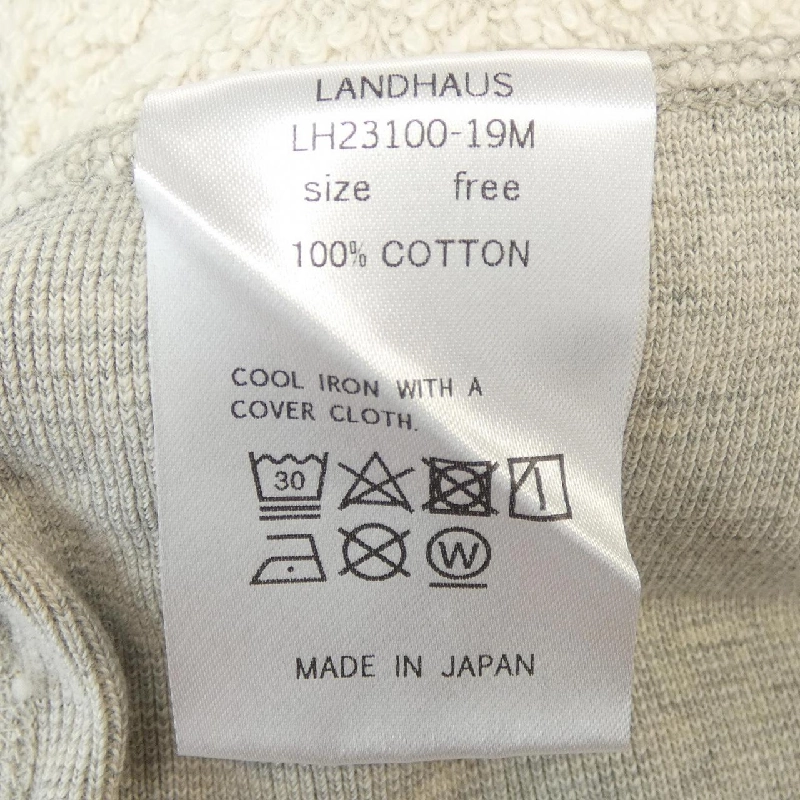 LANDHAUS
LH23100-19M
size free
100% COTTON
COOL IRON WITH A
COVER CLOTH.
30
W
MADE IN JAPAN